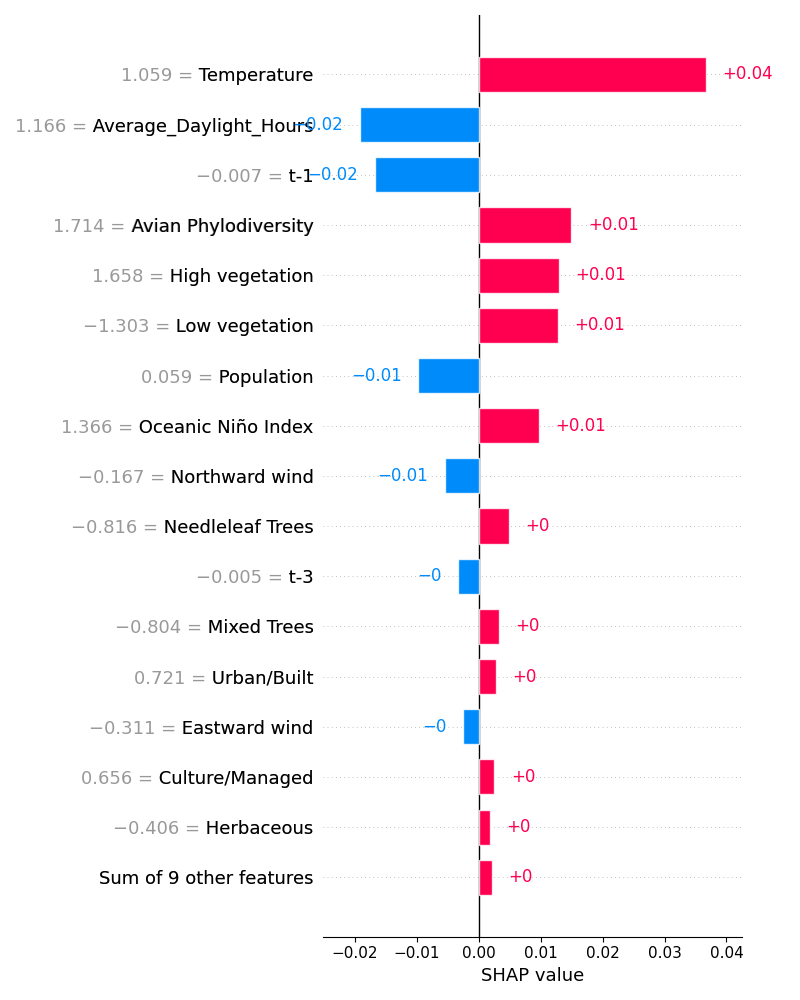 1.059 = Temperature +0.04
1.166 = Average_Daylight_Hours −0.02
−0.007 = t-1 −0.02
1.714 = Avian Phylodiversity +0.01
1.658 = High vegetation +0.01
−1.303 = Low vegetation +0.01
0.059 = Population −0.01
1.366 = Oceanic Niño Index +0.01
−0.167 = Northward wind −0.01
−0.816 = Needleleaf Trees +0
−0.005 = t-3 −0
−0.804 = Mixed Trees +0
0.721 = Urban/Built +0
−0.311 = Eastward wind −0
0.656 = Culture/Managed +0
−0.406 = Herbaceous +0
Sum of 9 other features +0
−0.02 −0.01 0.00 0.01 0.02 0.03 0.04
SHAP value